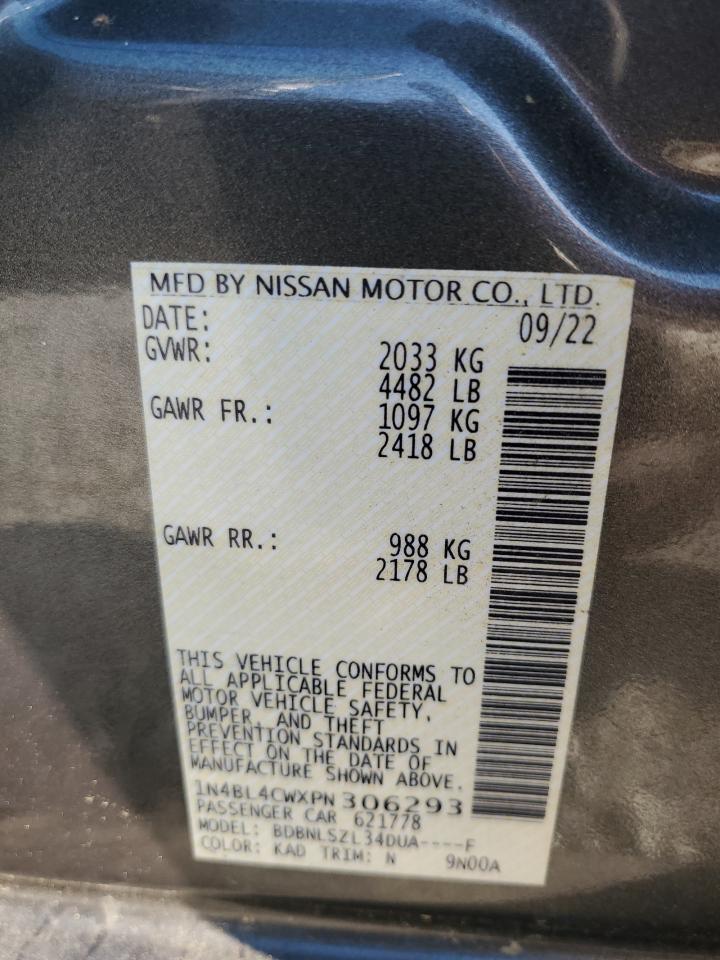 MFD BY NISSAN MOTOR CO., LTD.
DATE: 09/22
GVWR: 2033 KG
4482 LB
GAWR FR.: 1097 KG
2418 LB
GAWR RR.: 988 KG
2178 LB
THIS VEHICLE CONFORMS TO
ALL APPLICABLE FEDERAL
MOTOR VEHICLE SAFETY,
BUMPER, AND THEFT
PREVENTION STANDARDS IN
EFFECT ON THE DATE OF
MANUFACTURE SHOWN ABOVE.
1N4BL4CWXPN306293
PASSENGER CAR 621778
MODEL: BDBNLSZL34DUA----F
COLOR: KAD TRIM: N 9N00A